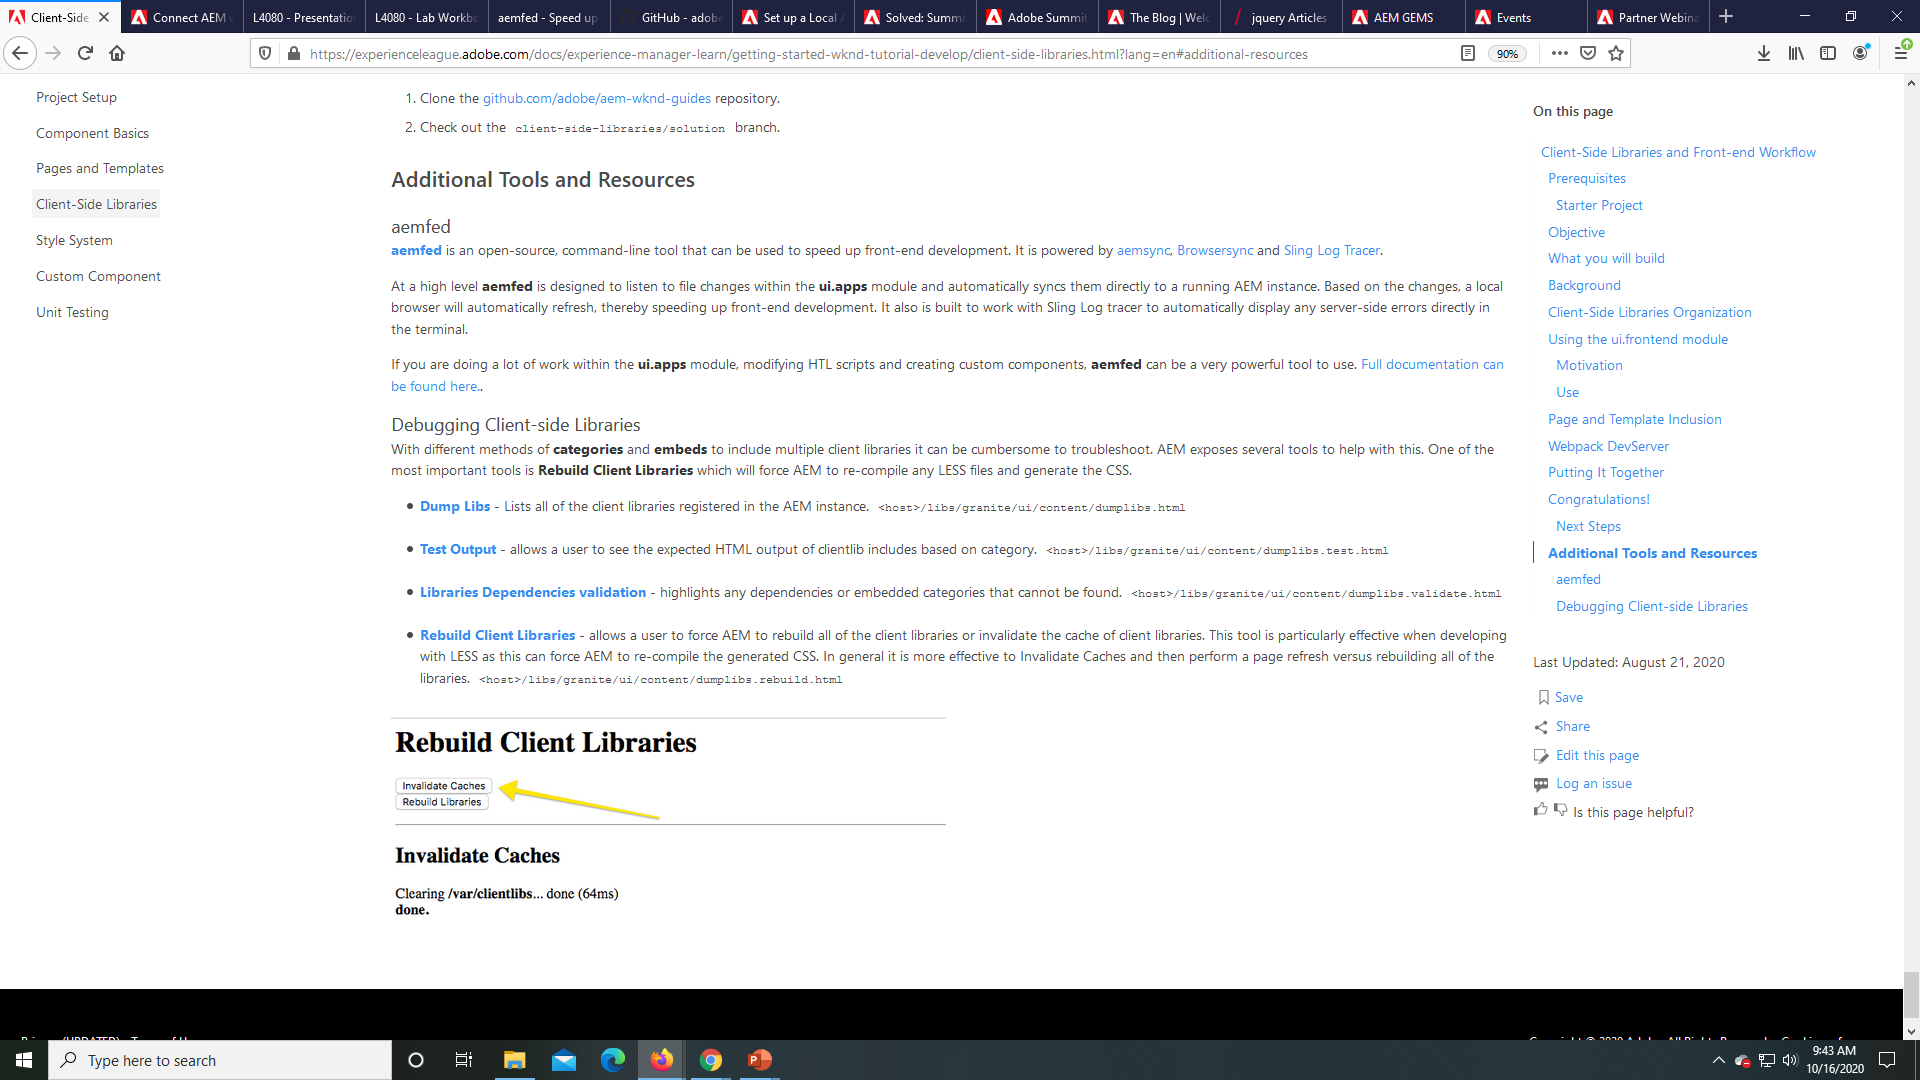 Client-Side
Connect AEM
L4080 - Presentatio
L4080 - Lab Workbo
aemfed - Speed up
GitHub - adobe
Set up a Local
Solved: Summi
Adobe Summit
The Blog | Welc
jquery Articles
AEM GEMS
Events
Partner Webina
https://experienceleague.adobe.com/docs/experience-manager-learn/getting-started-wknd-tutorial-develop/client-side-libraries.html?lang=en#additional-resources
90%
Project Setup
Component Basics
Pages and Templates
Client-Side Libraries
Style System
Custom Component
Unit Testing
1. Clone the github.com/adobe/aem-wknd-guides repository.
2. Check out the client-side-libraries/solution branch.
Additional Tools and Resources
aemfed
aemfed is an open-source, command-line tool that can be used to speed up front-end development. It is powered by aemsync, Browsersync and Sling Log Tracer.
At a high level aemfed is designed to listen to file changes within the ui.apps module and automatically syncs them directly to a running AEM instance. Based on the changes, a local
browser will automatically refresh, thereby speeding up front-end development. It also is built to work with Sling Log tracer to automatically display any server-side errors directly in
the terminal.
If you are doing a lot of work within the ui.apps module, modifying HTL scripts and creating custom components, aemfed can be a very powerful tool to use. Full documentation can
be found here..
Debugging Client-side Libraries
With different methods of categories and embeds to include multiple client libraries it can be cumbersome to troubleshoot. AEM exposes several tools to help with this. One of the
most important tools is Rebuild Client Libraries which will force AEM to re-compile any LESS files and generate the CSS.
• Dump Libs - Lists all of the client libraries registered in the AEM instance. <host>/libs/granite/ui/content/dumplibs.html
• Test Output - allows a user to see the expected HTML output of clientlib includes based on category. <host>/libs/granite/ui/content/dumplibs.test.html
• Libraries Dependencies validation - highlights any dependencies or embedded categories that cannot be found. <host>/libs/granite/ui/content/dumplibs.validate.html
• Rebuild Client Libraries - allows a user to force AEM to rebuild all of the client libraries or invalidate the cache of client libraries. This tool is particularly effective when developing
with LESS as this can force AEM to re-compile the generated CSS. In general it is more effective to Invalidate Caches and then perform a page refresh versus rebuilding all of the
libraries. <host>/libs/granite/ui/content/dumplibs.rebuild.html
Rebuild Client Libraries
Invalidate Caches
Rebuild Libraries
Invalidate Caches
Clearing /var/clientlibs... done (64ms)
done.
On this page
Client-Side Libraries and Front-end Workflow
Prerequisites
Starter Project
Objective
What you will build
Background
Client-Side Libraries Organization
Using the ui.frontend module
Motivation
Use
Page and Template Inclusion
Webpack DevServer
Putting It Together
Congratulations!
Next Steps
Additional Tools and Resources
aemfed
Debugging Client-side Libraries
Last Updated: August 21, 2020
Save
Share
Edit this page
Log an issue
Is this page helpful?
Type here to search
9:43 AM
10/16/2020